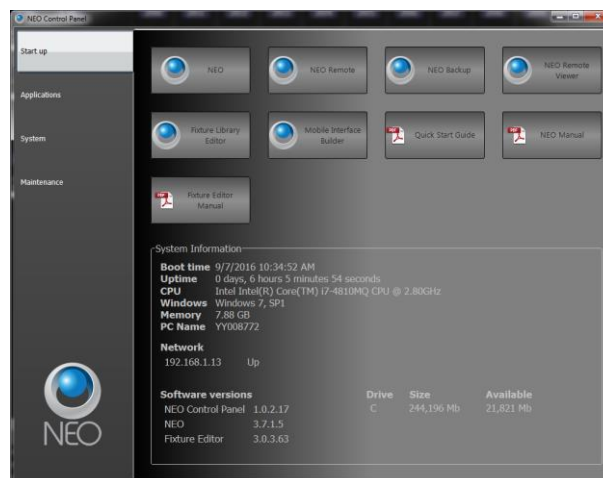 NEO Control Panel
Start up
Applications
System
Maintenance
NEO
NEO Remote
NEO Backup
NEO Remote
Viewer
Fixture Library
Editor
Mobile Interface
Builder
PDF
Quick Start Guide
PDF
NEO Manual
PDF
Fixture Editor
Manual
System Information
Boot time 9/7/2016 10:34:52 AM
Uptime 0 days, 6 hours 5 minutes 54 seconds
CPU Intel Intel(R) Core(TM) i7-4810MQ CPU @ 2.80GHz
Windows Windows 7, SP1
Memory 7.88 GB
PC Name YY008772
Network
192.168.1.13 Up
Software versions Drive Size Available
NEO Control Panel 1.0.2.17 C 244,196 Mb 21,821 Mb
NEO 3.7.1.5
Fixture Editor 3.0.3.63
NEO